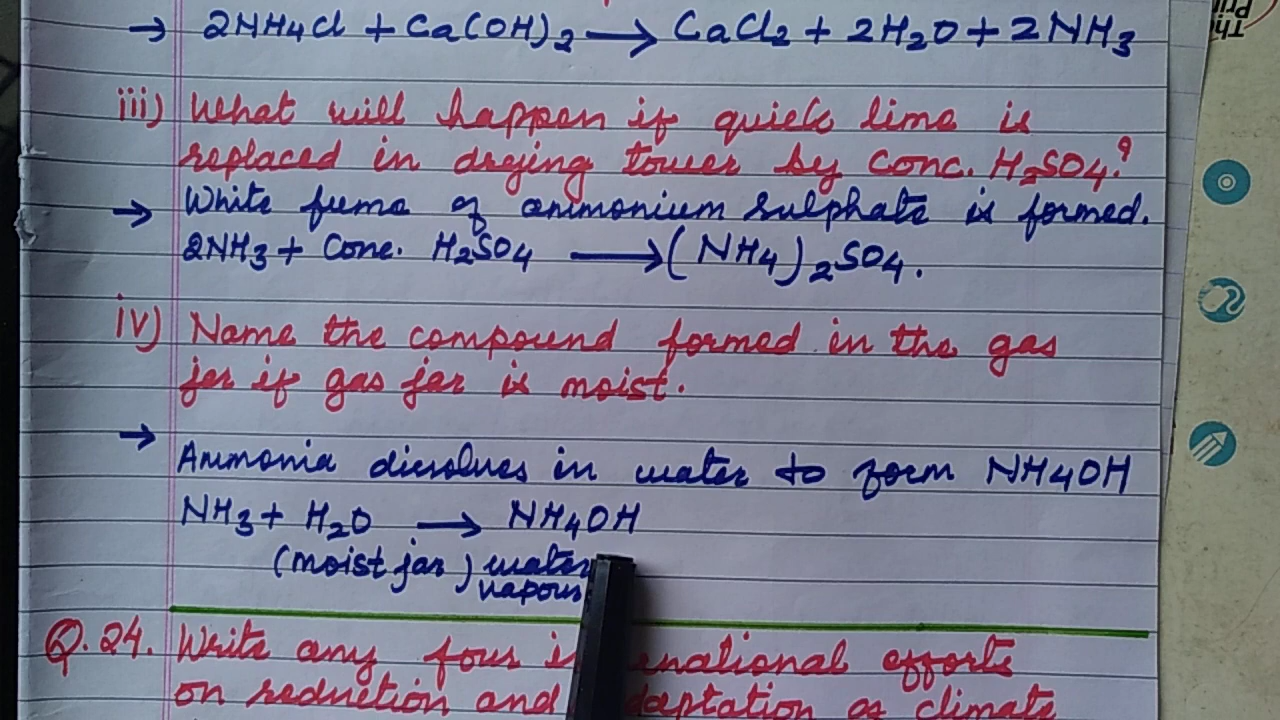 → 2NH4Cl + Ca(OH)2 → CaCl2 + 2H2O + 2NH3
iii) What will happen if quick lime is
replaced in drying tower by Conc. H2SO4?
→ White fume of ammonium sulphate is formed.
2NH3 + Conc. H2SO4 → (NH4)2SO4.
iv) Name the compound formed in the gas
jar if gas jar is moist.
→ Ammonia dissolves in water to form NH4OH
NH3 + H2O → NH4OH
(moist jar) water
vapour
Q.24. Write any four efforts
on reduction and climate